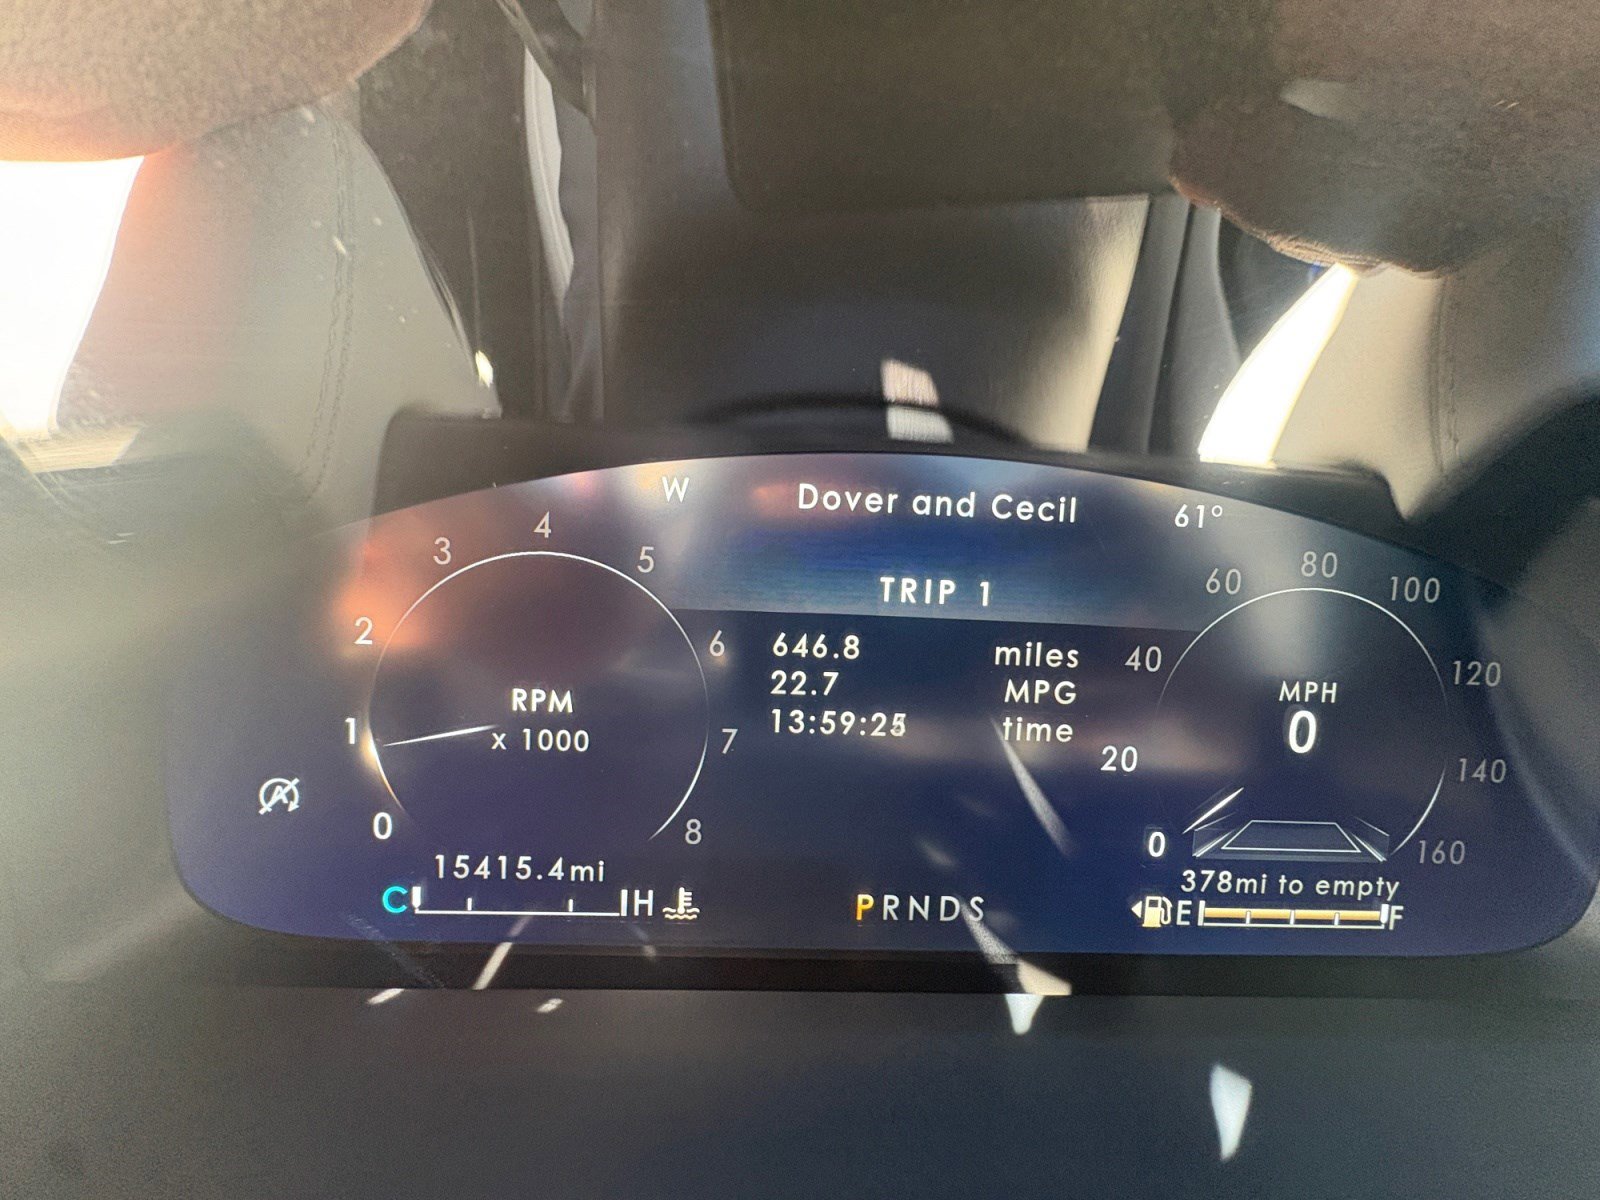 W Dover and Cecil 61°
TRIP 1
646.8 miles
22.7 MPG
13:59:25 time
0 1 2 3 4 5 6 7 8
RPM
x 1000
0 20 40 60 80 100 120 140 160
MPH
0
A
15415.4mi
C H
PRNDS
378mi to empty
E F